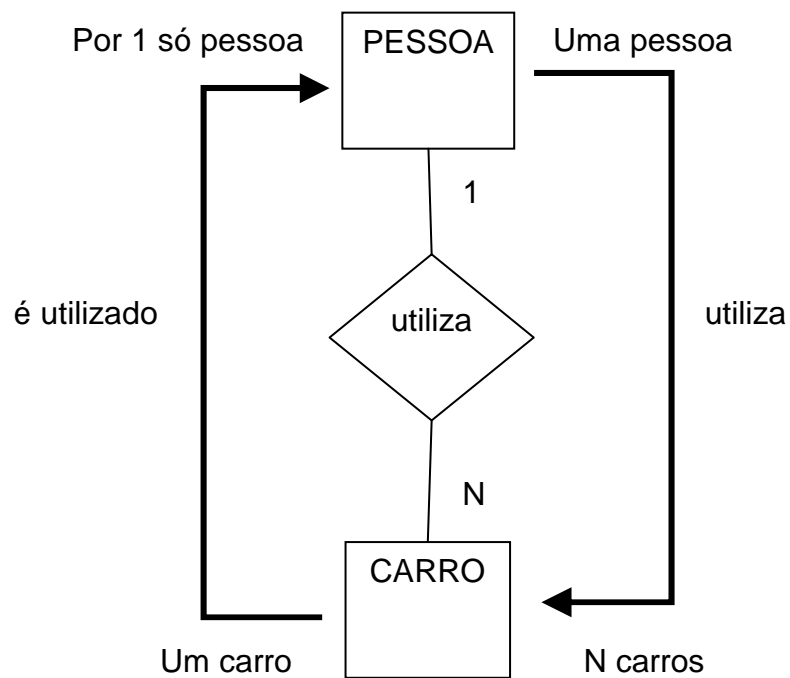 Por 1 só pessoa
PESSOA
Uma pessoa
1
é utilizado
utiliza
utiliza
N
CARRO
Um carro
N carros